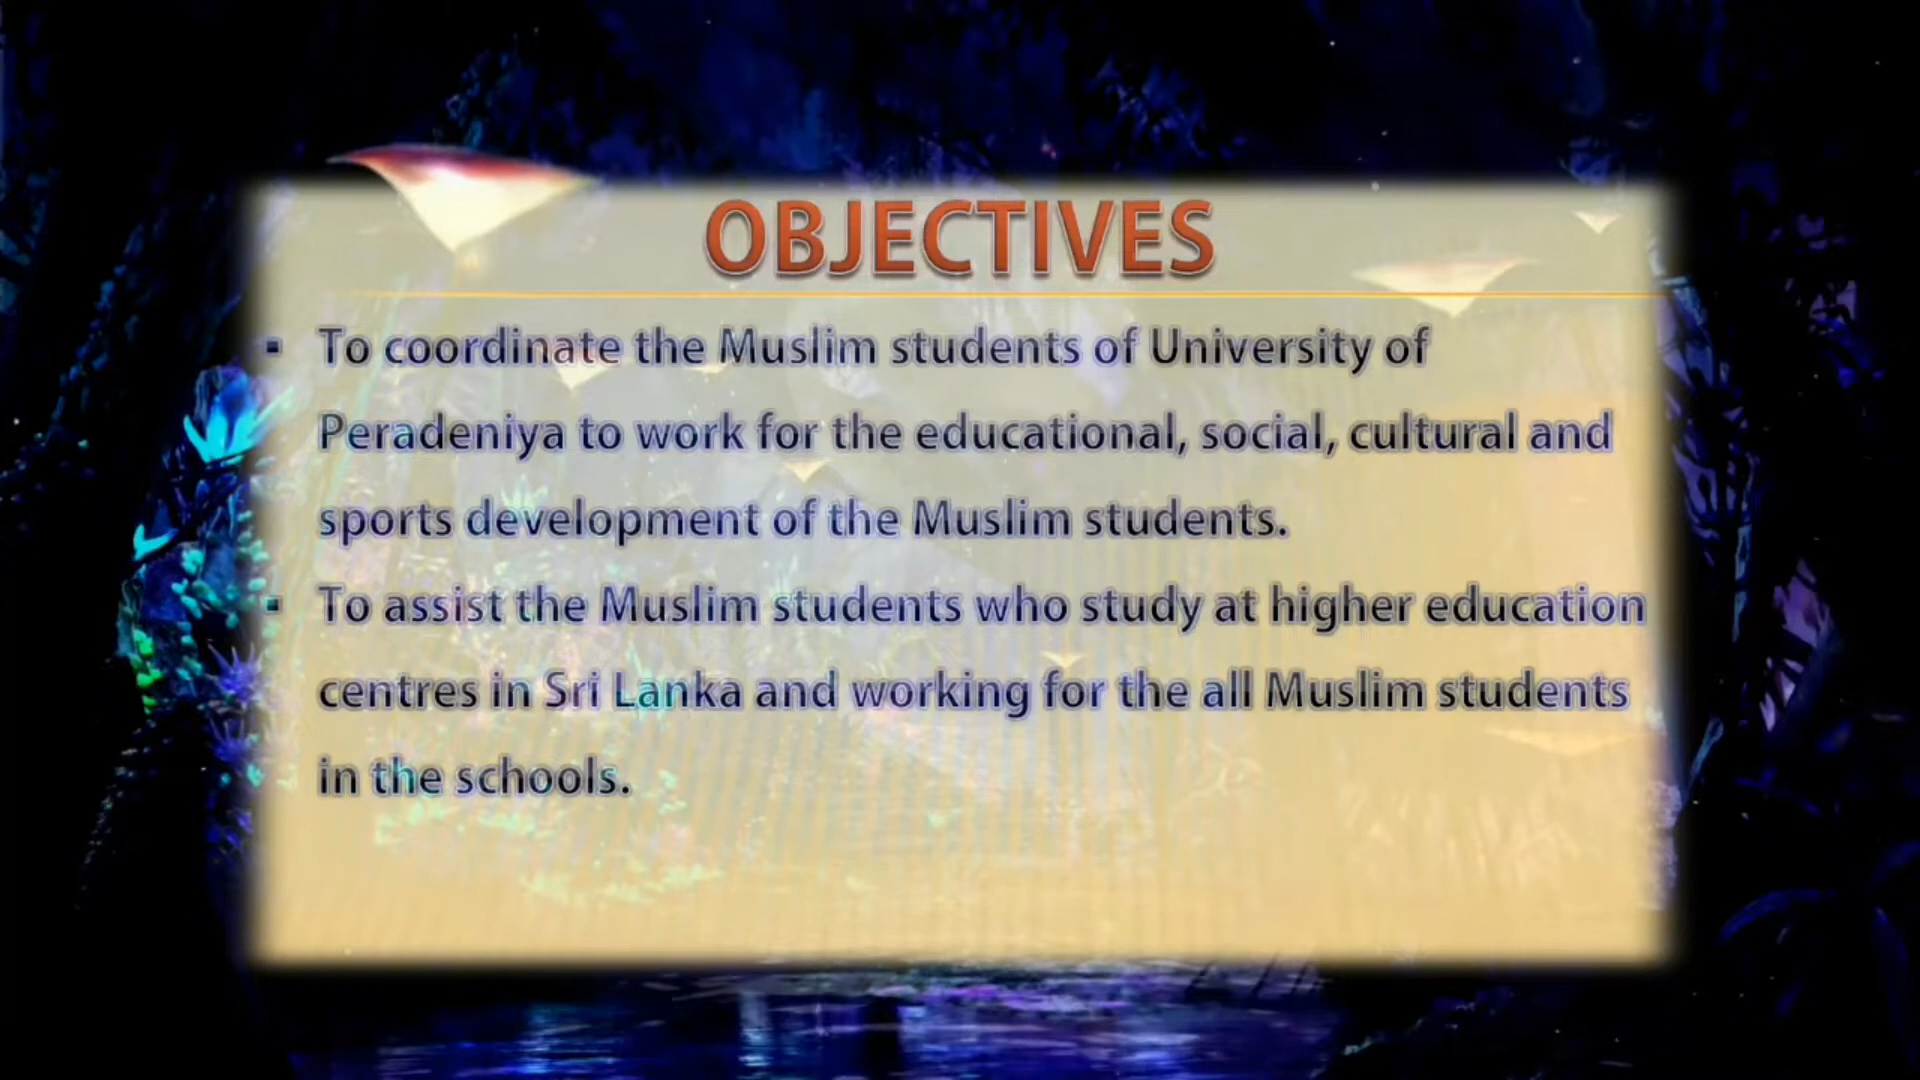 OBJECTIVES
▪ To coordinate the Muslim students of University of
Peradeniya to work for the educational, social, cultural and
sports development of the Muslim students.
▪ To assist the Muslim students who study at higher education
centres in Sri Lanka and working for the all Muslim students
in the schools.